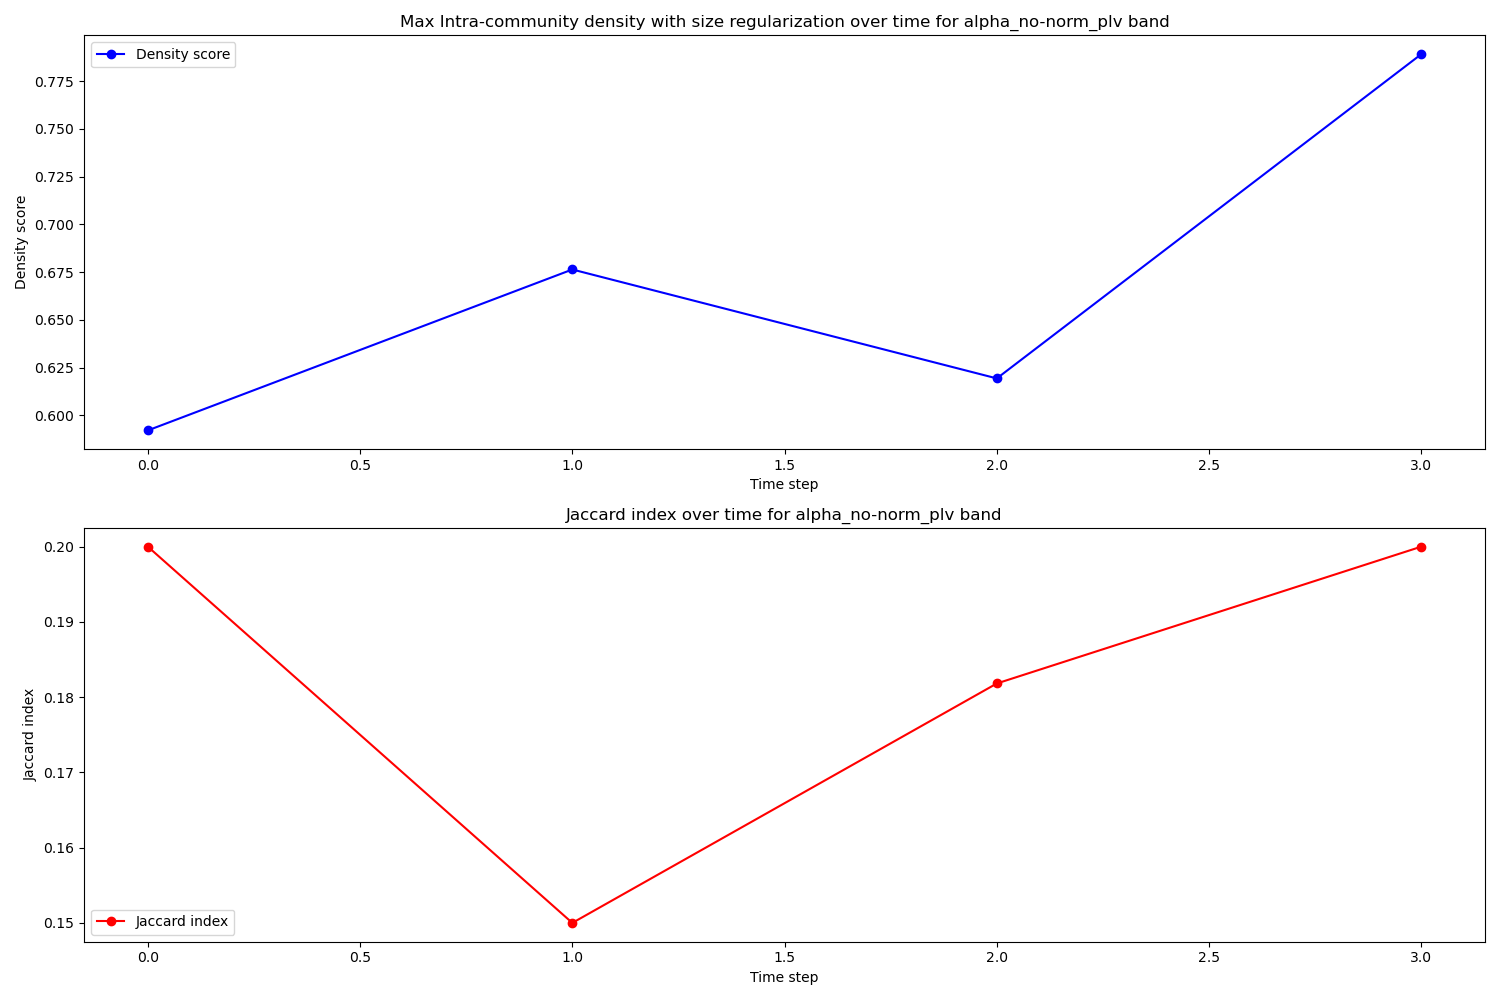 Max Intra-community density with size regularization over time for alpha_no-norm_plv band
Density score
0.775
0.750
0.725
0.700
0.675
0.650
0.625
0.600
Density score
0.0 0.5 1.0 1.5 2.0 2.5 3.0
Time step
Jaccard index over time for alpha_no-norm_plv band
0.20
0.19
0.18
0.17
0.16
0.15
Jaccard index
Jaccard index
0.0 0.5 1.0 1.5 2.0 2.5 3.0
Time step